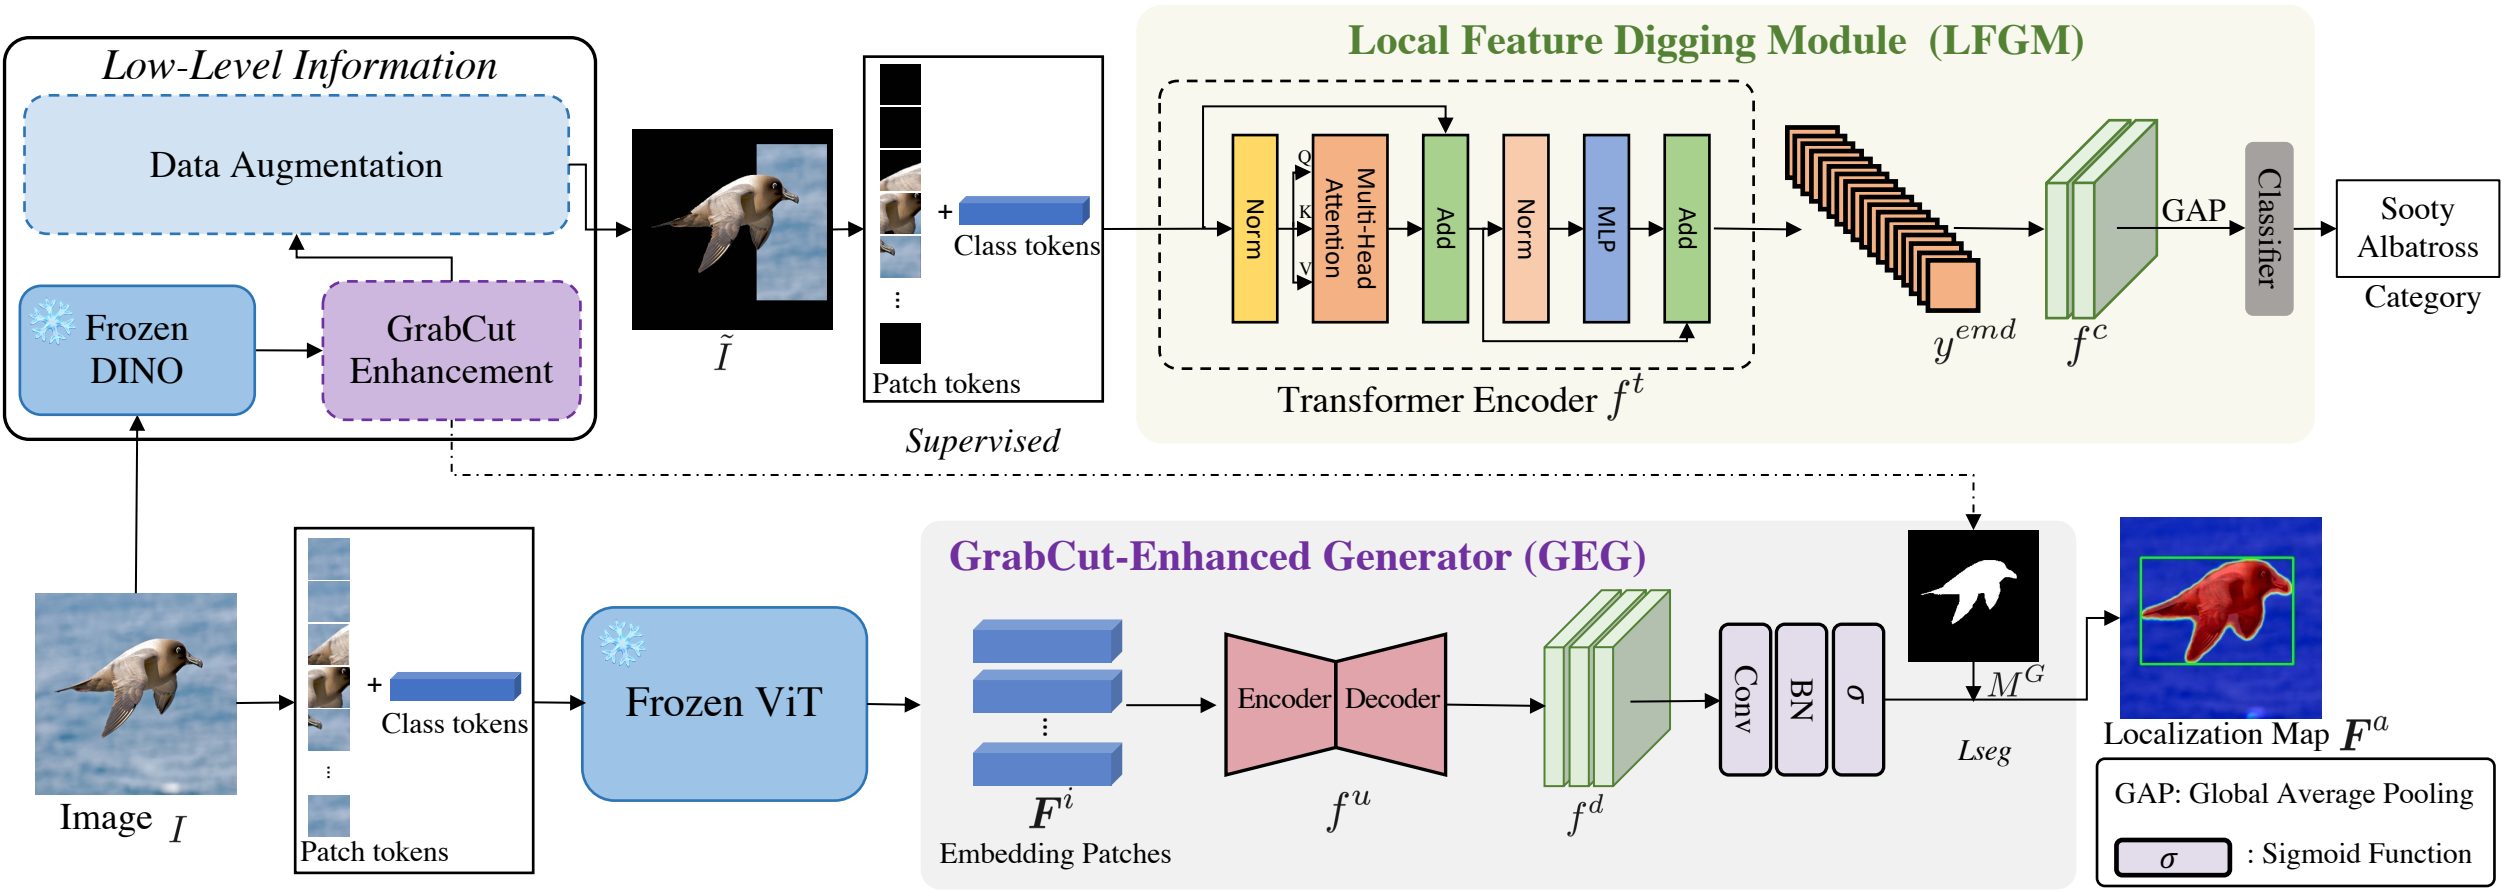 Low-Level Information
Data Augmentation
Frozen
DINO
GrabCut
Enhancement
Ĩ
+
Class tokens
...
Patch tokens
Supervised
Local Feature Digging Module (LFGM)
Norm
Q
K
V
Multi-Head
Attention
Add
Norm
MLP
Add
Transformer Encoder f^t
y^{emd}
f^c
GAP
Classifier
Sooty
Albatross
Category
Image I
+
Class tokens
...
Patch tokens
Frozen ViT
GrabCut-Enhanced Generator (GEG)
...
F^i
Embedding Patches
Encoder
Decoder
f^u
f^d
Conv
BN
σ
M^G
Lseg
Localization Map F^a
GAP: Global Average Pooling
σ : Sigmoid Function